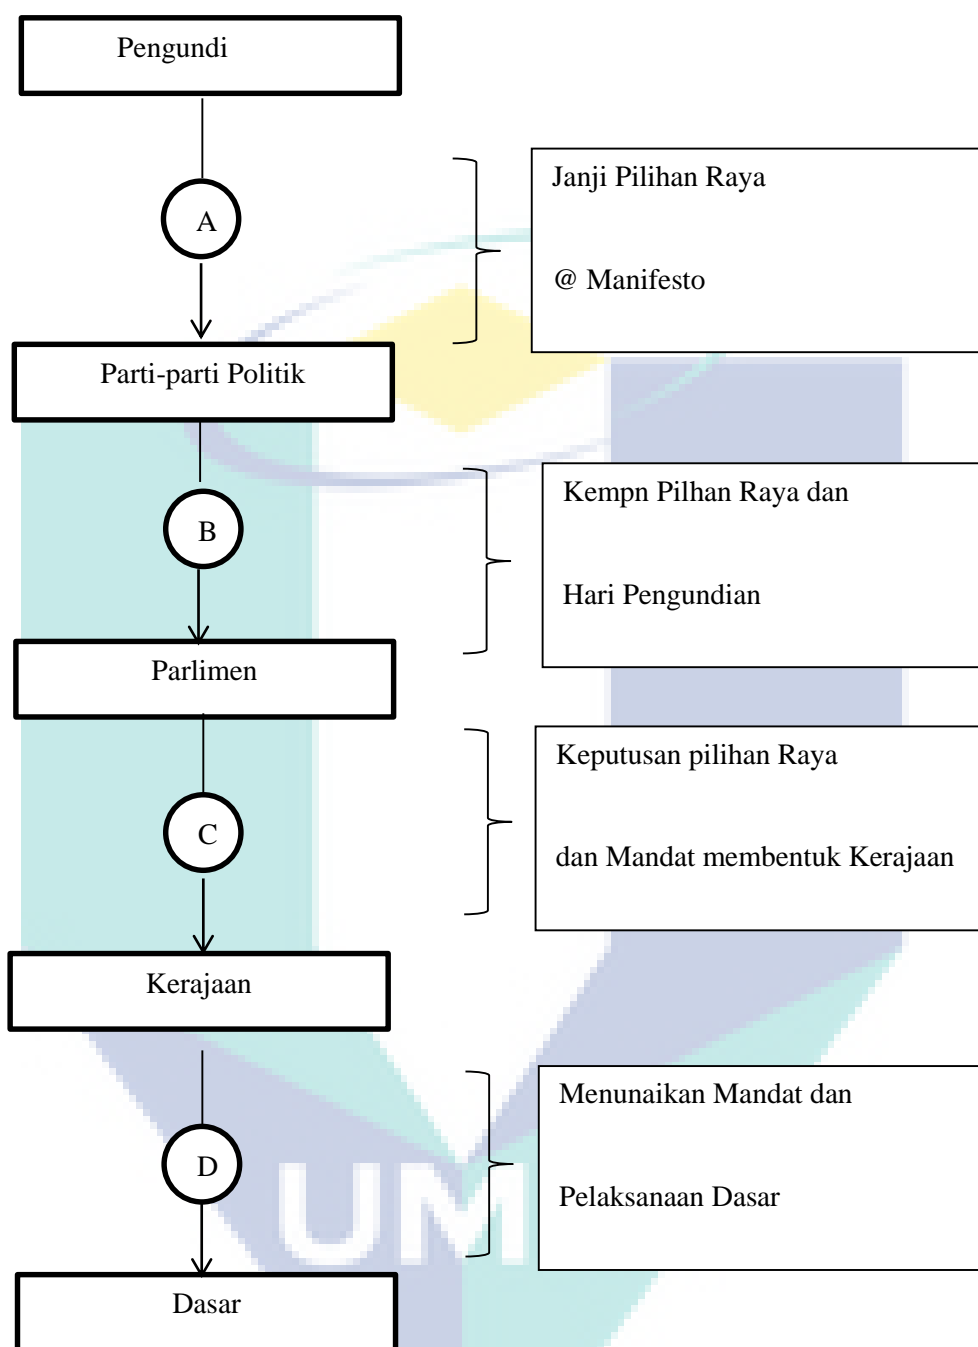 Pengundi
A
Janji Pilihan Raya
@ Manifesto
Parti-parti Politik
B
Kempn Pilhan Raya dan
Hari Pengundian
Parlimen
C
Keputusan pilihan Raya
dan Mandat membentuk Kerajaan
Kerajaan
D
Menunaikan Mandat dan
Pelaksanaan Dasar
UM
Dasar